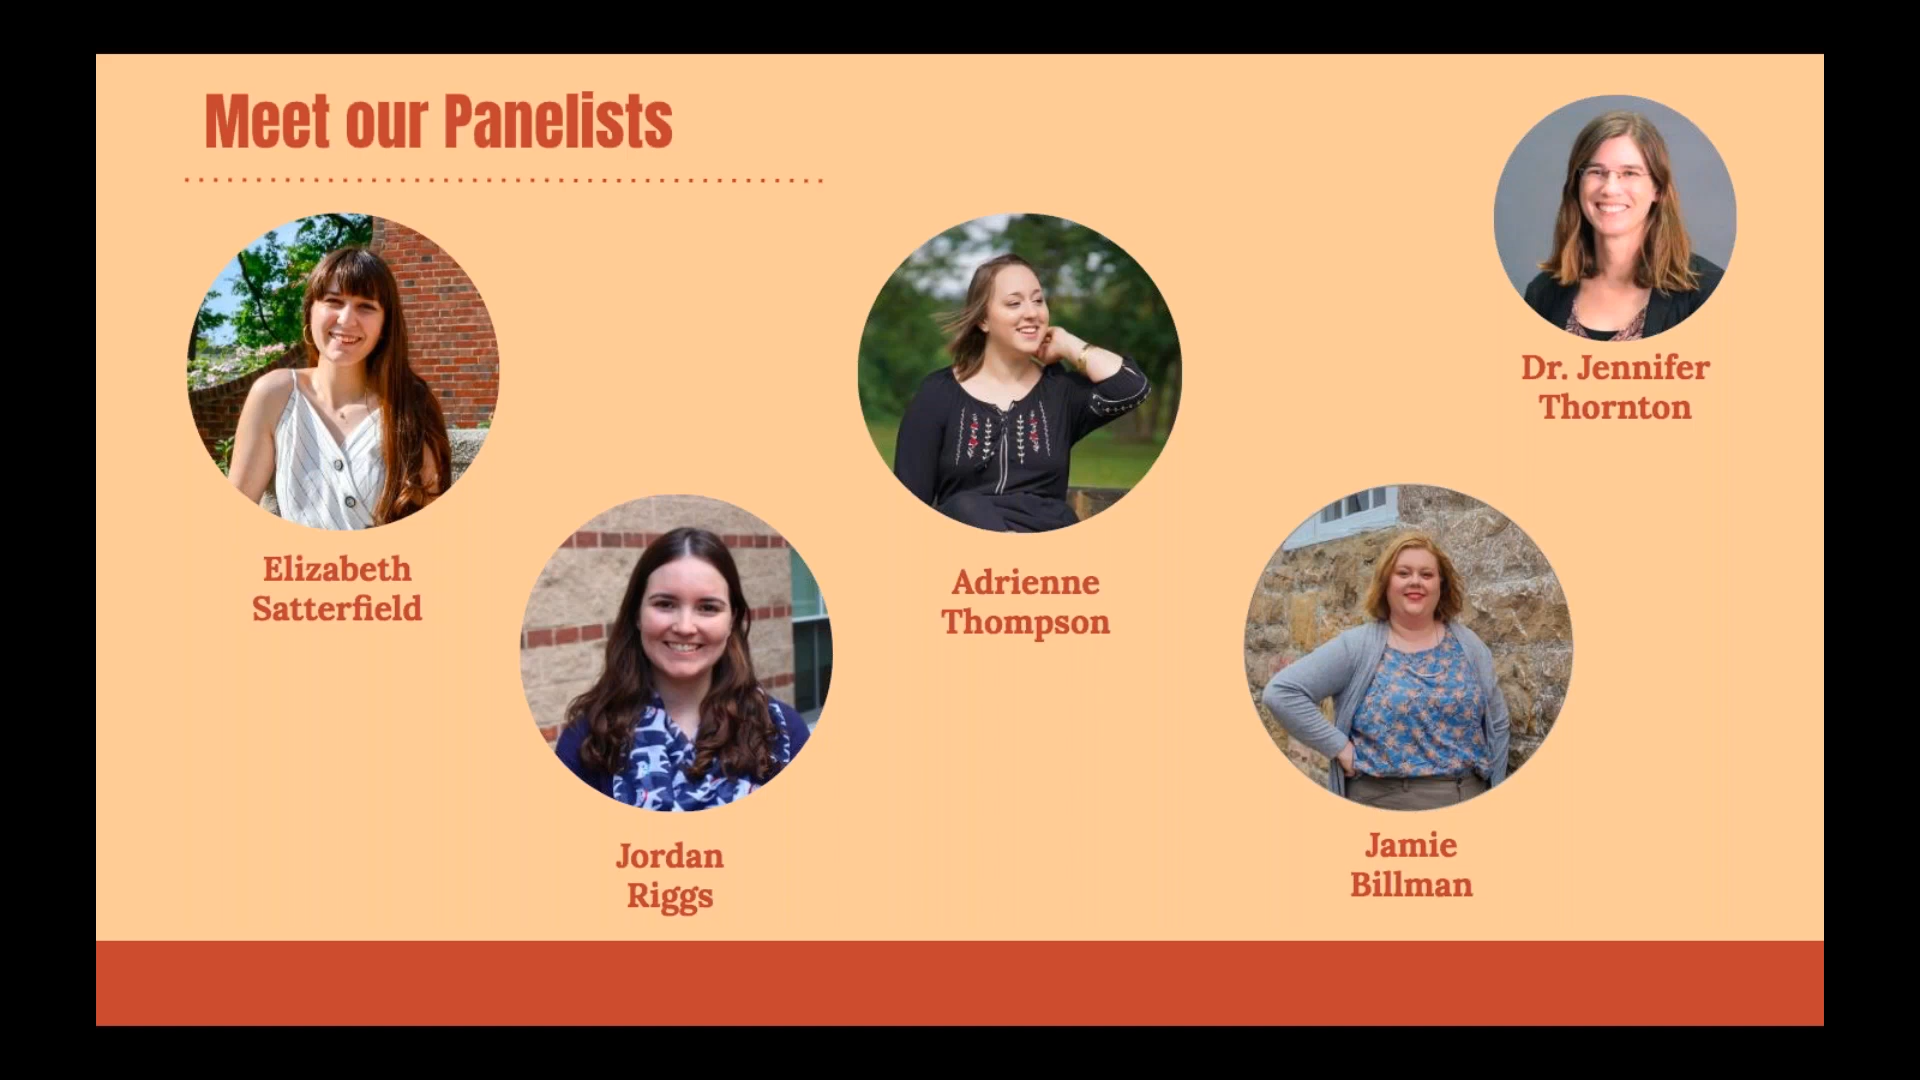 Meet our Panelists
Dr. Jennifer
Thornton
Elizabeth
Satterfield
Adrienne
Thompson
Jordan
Riggs
Jamie
Billman